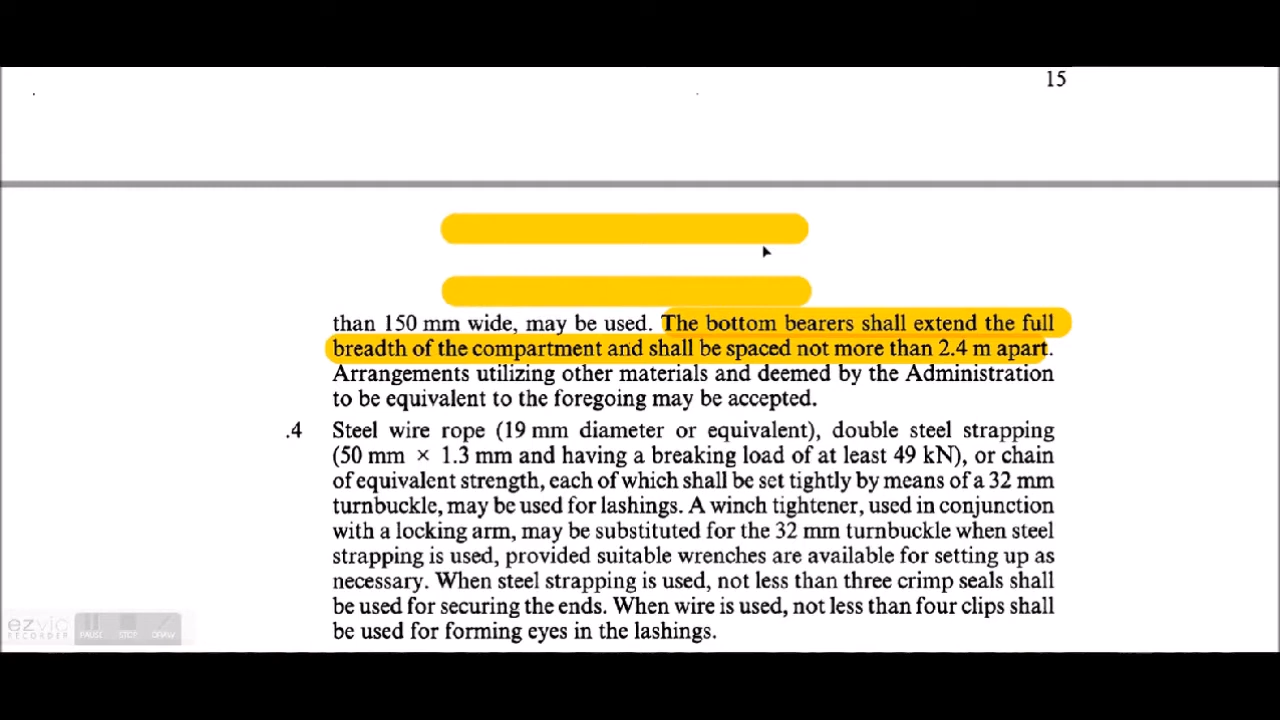 15
than 150 mm wide, may be used. The bottom bearers shall extend the full
breadth of the compartment and shall be spaced not more than 2.4 m apart.
Arrangements utilizing other materials and deemed by the Administration
to be equivalent to the foregoing may be accepted.
.4 Steel wire rope (19 mm diameter or equivalent), double steel strapping
(50 mm × 1.3 mm and having a breaking load of at least 49 kN), or chain
of equivalent strength, each of which shall be set tightly by means of a 32 mm
turnbuckle, may be used for lashings. A winch tightener, used in conjunction
with a locking arm, may be substituted for the 32 mm turnbuckle when steel
strapping is used, provided suitable wrenches are available for setting up as
necessary. When steel strapping is used, not less than three crimp seals shall
be used for securing the ends. When wire is used, not less than four clips shall
be used for forming eyes in the lashings.
ezvid
RECORDER
PAUSE STOP DRAW